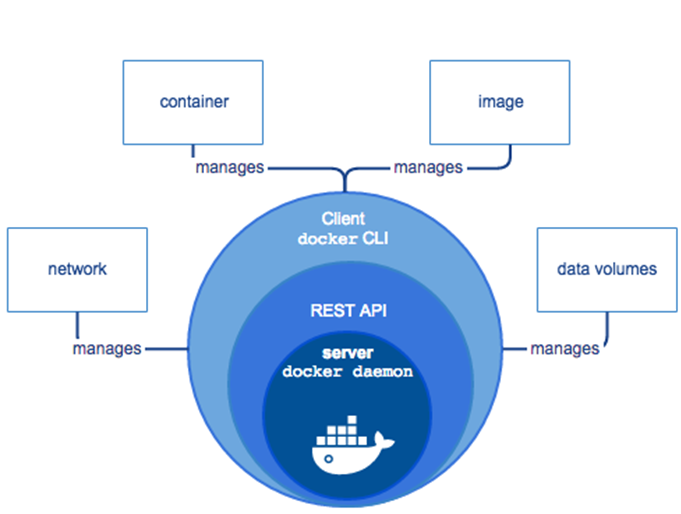 container
image
manages
manages
Client
docker CLI
network
data volumes
REST API
manages
manages
server
docker daemon